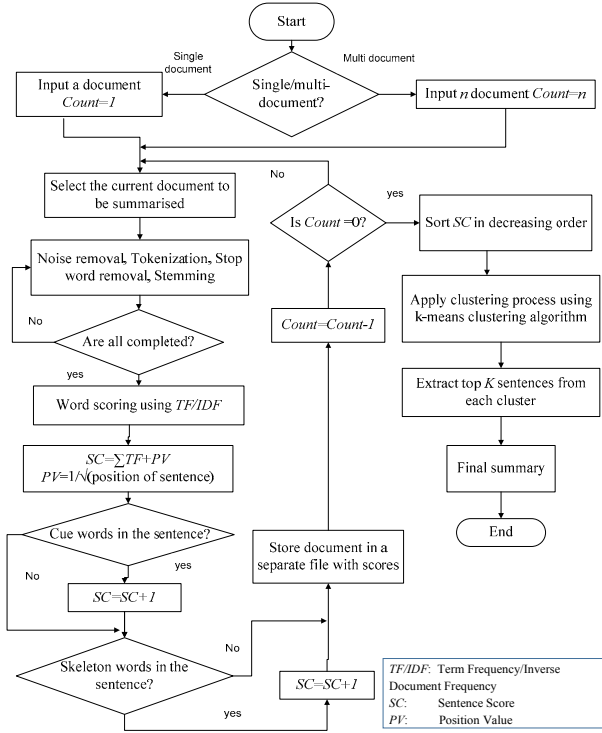 Start
Single
document
Multi document
Input a document
Count=1
Single/multi-
document?
Input n document Count=n
No
yes
Select the current document to
be summarised
Is Count =0?
Sort SC in decreasing order
Noise removal, Tokenization, Stop
word removal, Stemming
Apply clustering process using
k-means clustering algorithm
No
Count=Count-1
Are all completed?
yes
Extract top K sentences from
each cluster
Word scoring using TF/IDF
SC=∑TF+PV
PV=1/√(position of sentence)
Final summary
Cue words in the sentence?
End
Store document in a
separate file with scores
No
yes
SC=SC+1
No
Skeleton words in the
sentence?
SC=SC+1
yes
TF/IDF: Term Frequency/Inverse
Document Frequency
SC: Sentence Score
PV: Position Value